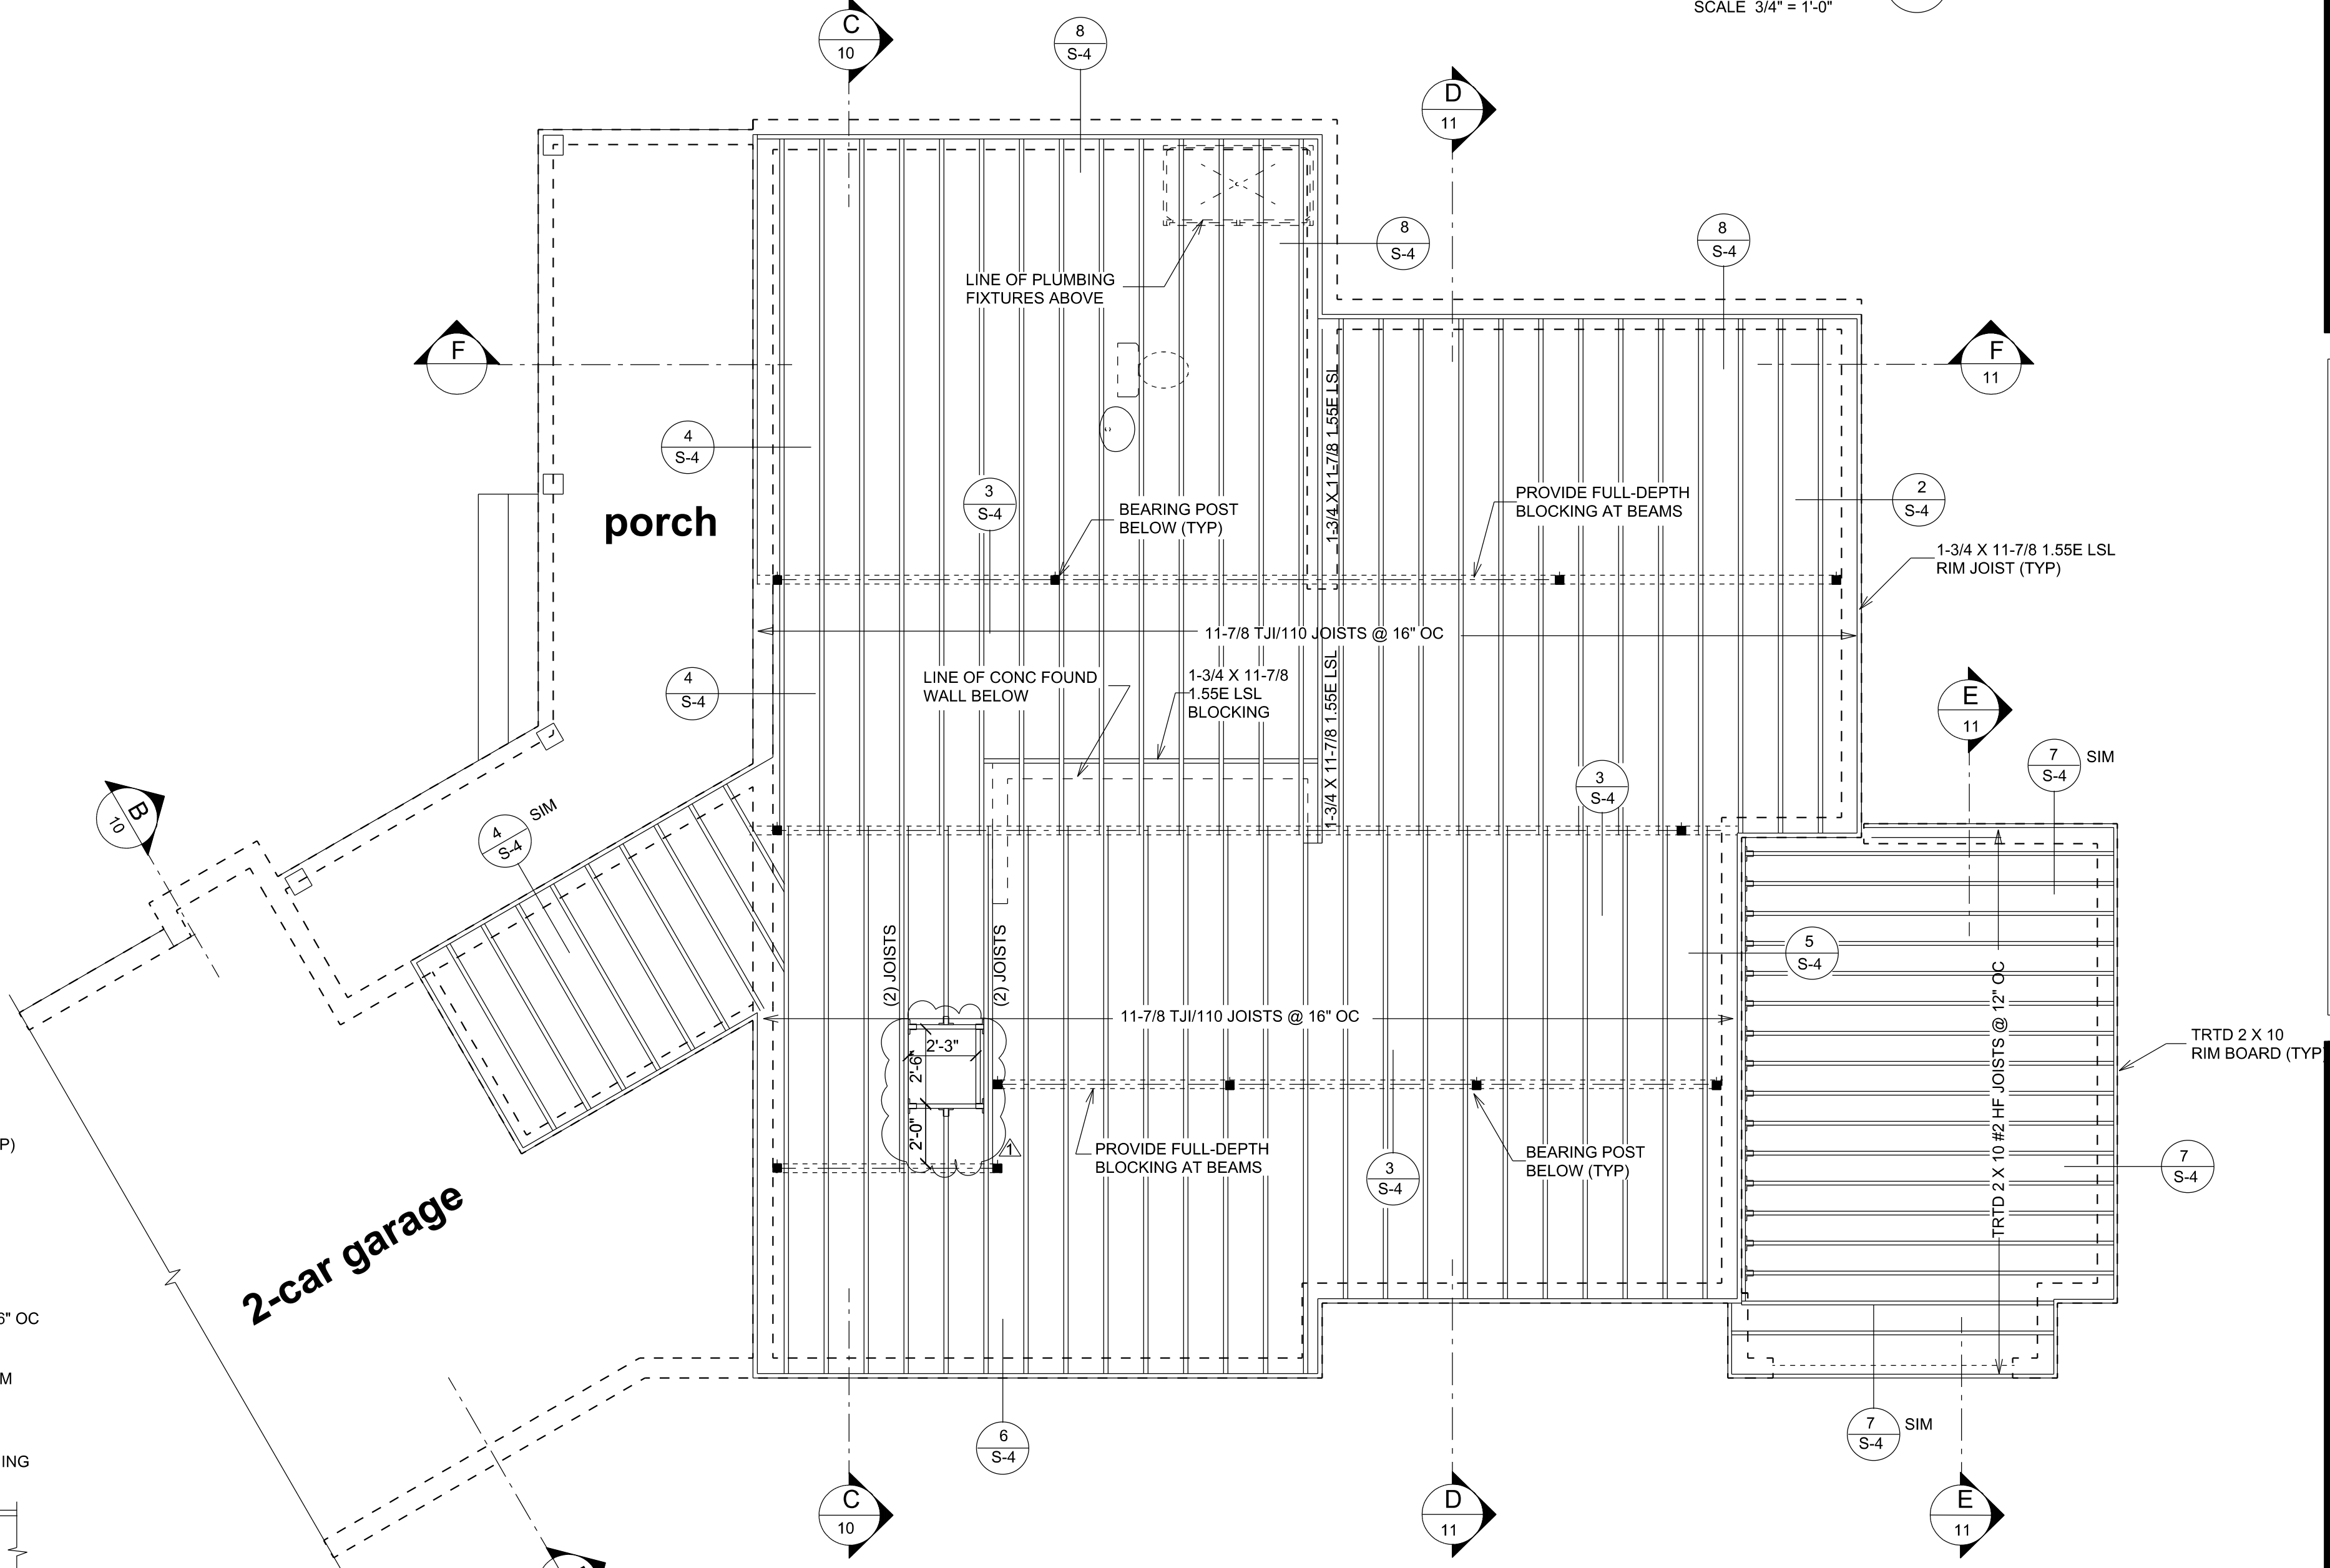 SCALE 3/4" = 1'-0"
C
10
8
S-4
D
11
8
S-4
8
S-4
LINE OF PLUMBING
FIXTURES ABOVE
F
F
11
1-3/4 X 11-7/8 1.55E LSL
4
S-4
3
S-4
porch
BEARING POST
BELOW (TYP)
PROVIDE FULL-DEPTH
BLOCKING AT BEAMS
2
S-4
1-3/4 X 11-7/8 1.55E LSL
RIM JOIST (TYP)
11-7/8 TJI/110 JOISTS @ 16" OC
4
S-4
LINE OF CONC FOUND
WALL BELOW
1-3/4 X 11-7/8
1.55E LSL
BLOCKING
1-3/4 X 11-7/8 1.55E LSL
E
11
7
S-4
SIM
3
S-4
B
10
4
S-4
SIM
(2) JOISTS
(2) JOISTS
5
S-4
11-7/8 TJI/110 JOISTS @ 16" OC
TRTD 2 X 10 #2 HF JOISTS @ 12" OC
2'-3"
2'-6"
2'-0"
1
TRTD 2 X 10
RIM BOARD (TYP
P)
PROVIDE FULL-DEPTH
BLOCKING AT BEAMS
3
S-4
BEARING POST
BELOW (TYP)
7
S-4
2-car garage
6" OC
M
ING
6
S-4
7
S-4
SIM
C
10
D
11
E
11